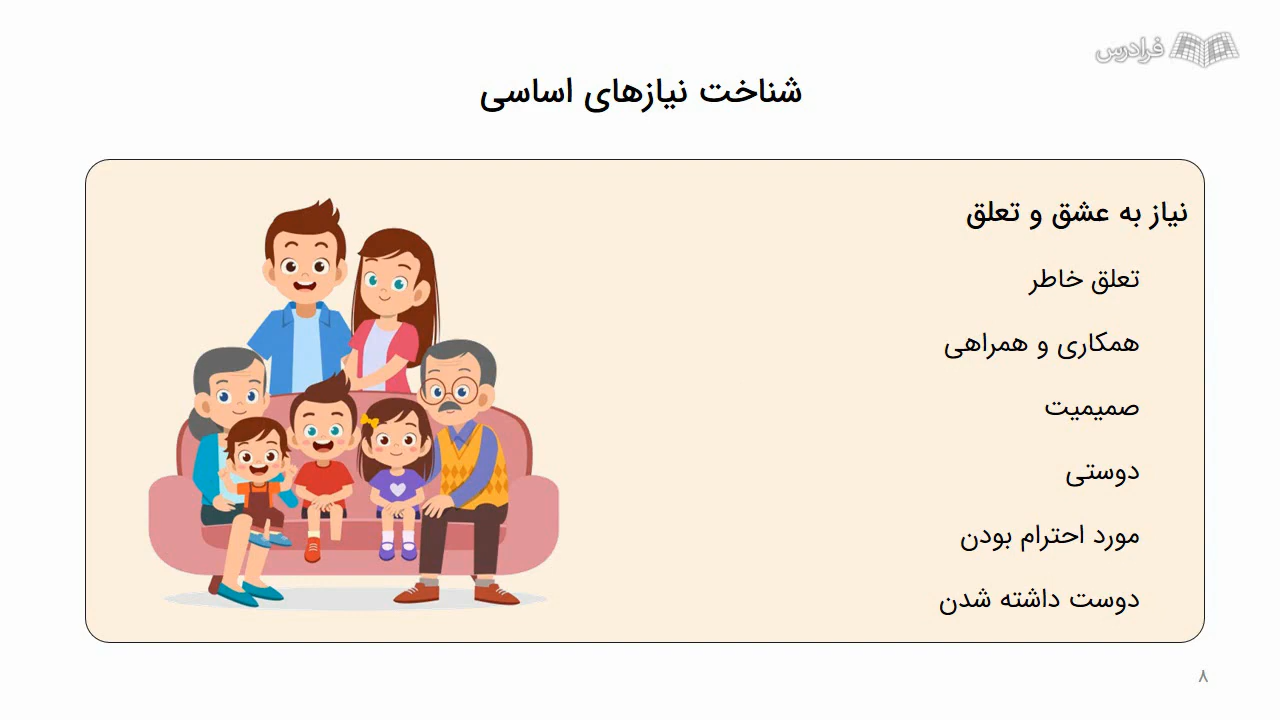 فرادرس
شناخت نیازهای اساسی
نیاز به عشق و تعلق
تعلق خاطر
همکاری و همراهی
صمیمیت
دوستی
مورد احترام بودن
دوست داشته شدن
۸